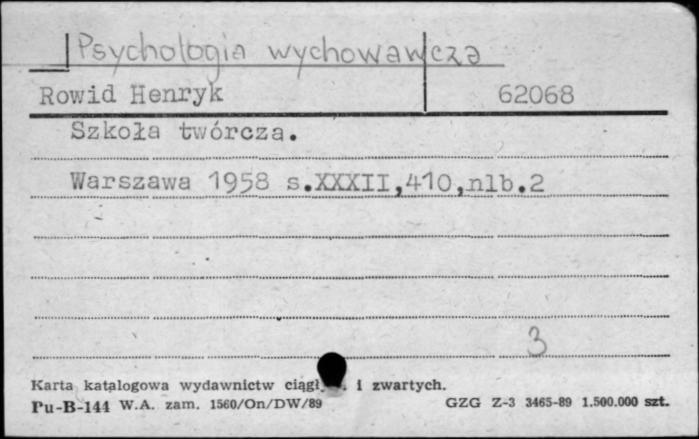 Psychologia wychowawcza
Rowid Henryk 62068
Szkoła twórcza.
Warszawa 1958 s.XXXII,410,nlb.2
3
Karta katalogowa wydawnictw i zwartych.
Pu-B-144 W.A. zam. 1560/On/DW/89 GZG Z-3 3465-89 1.500.000 szt.